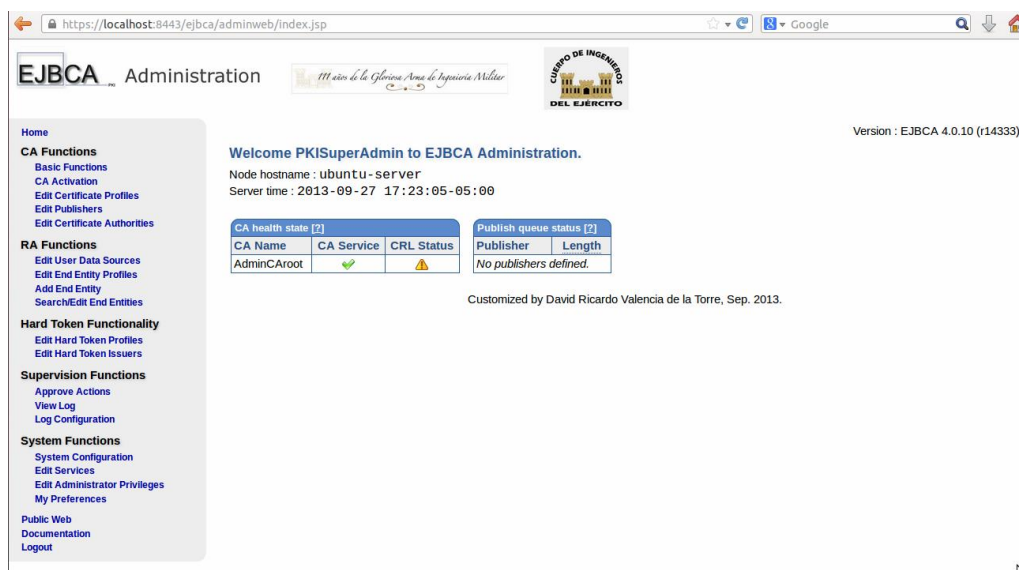 https://localhost:8443/ejbca/adminweb/index.jsp
Google
EJBCA PKI Administration
111 años de la Gloriosa Arma de Ingeniería Militar
CUERPO DE INGENIEROS
DEL EJÉRCITO
Version : EJBCA 4.0.10 (r14333)
Home
CA Functions
Basic Functions
CA Activation
Edit Certificate Profiles
Edit Publishers
Edit Certificate Authorities
RA Functions
Edit User Data Sources
Edit End Entity Profiles
Add End Entity
Search/Edit End Entities
Hard Token Functionality
Edit Hard Token Profiles
Edit Hard Token Issuers
Supervision Functions
Approve Actions
View Log
Log Configuration
System Functions
System Configuration
Edit Services
Edit Administrator Privileges
My Preferences
Public Web
Documentation
Logout
Welcome PKISuperAdmin to EJBCA Administration.
Node hostname : ubuntu-server
Server time : 2013-09-27 17:23:05-05:00
CA health state [?]
CA Name CA Service CRL Status
AdminCAroot
Publish queue status [?]
Publisher Length
No publishers defined.
Customized by David Ricardo Valencia de la Torre, Sep. 2013.